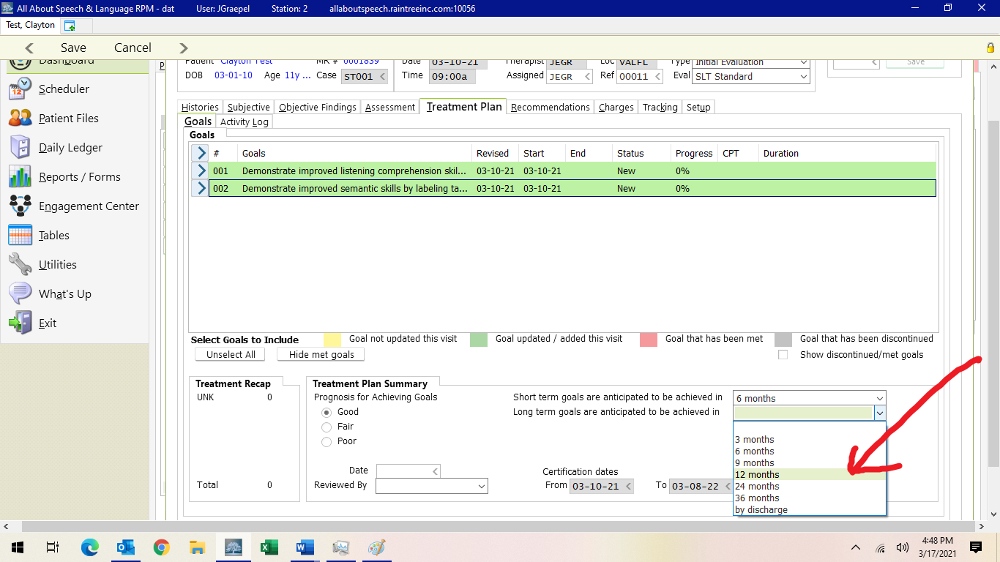 All About Speech & Language RPM - dat User: JGraepel Station: 2 allaboutspeech.raintreeinc.com:10056
Test, Clayton
Save Cancel
Dashboard
Scheduler
Patient Files
Daily Ledger
Reports / Forms
Engagement Center
Tables
Utilities
What's Up
Exit
Patient Clayton Test MR # 0001839 Date 03-10-21 Therapist JEGR Loc VALFL Type Initial Evaluation
DOB 03-01-10 Age 11y ... Case ST001 Time 09:00a Assigned JEGR Ref 00011 Eval SLT Standard
Save
Histories Subjective Objective Findings Assessment Treatment Plan Recommendations Charges Tracking Setup
Goals Activity Log
Goals
# Goals Revised Start End Status Progress CPT Duration
001 Demonstrate improved listening comprehension skil... 03-10-21 03-10-21 New 0%
002 Demonstrate improved semantic skills by labeling ta... 03-10-21 03-10-21 New 0%
Select Goals to Include Goal not updated this visit Goal updated / added this visit Goal that has been met Goal that has been discontinued
Unselect All Hide met goals Show discontinued/met goals
Treatment Recap
UNK 0
Total 0
Treatment Plan Summary
Prognosis for Achieving Goals
Good
Fair
Poor
Short term goals are anticipated to be achieved in 6 months
Long term goals are anticipated to be achieved in
3 months
6 months
9 months
12 months
24 months
36 months
by discharge
Date
Reviewed By
Certification dates
From 03-10-21 To 03-08-22
4:48 PM
3/17/2021